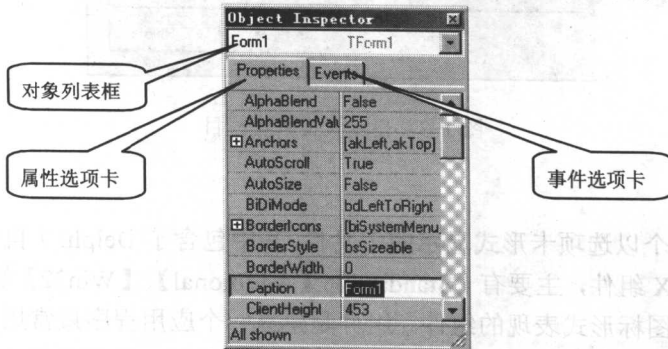 Object Inspector
Form1 TForm1
Properties Events
AlphaBlend False
AlphaBlendValu 255
Anchors [akLeft,akTop]
AutoScroll True
AutoSize False
BiDiMode bdLeftToRight
BorderIcons [biSystemMenu,
BorderStyle bsSizeable
BorderWidth 0
Caption Form1
ClientHeight 453
All shown
对象列表框
属性选项卡
事件选项卡